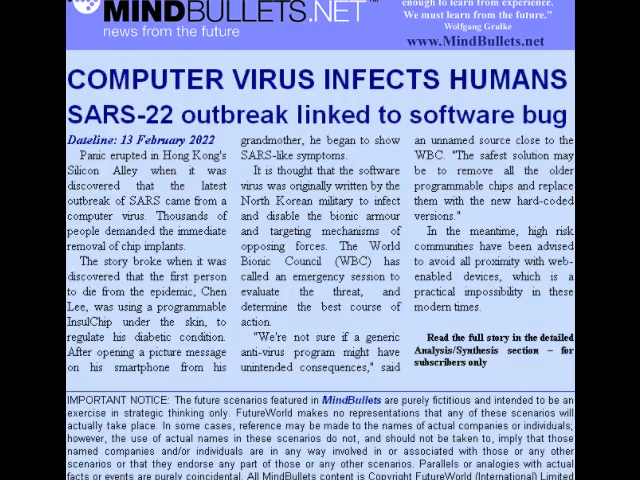 MINDBULLETS.NET™
news from the future
enough to learn from experience.
We must learn from the future."
Wolfgang Grulke
www.MindBullets.net
COMPUTER VIRUS INFECTS HUMANS
SARS-22 outbreak linked to software bug
Dateline: 13 February 2022
Panic erupted in Hong Kong's
Silicon Alley when it was
discovered that the latest
outbreak of SARS came from a
computer virus. Thousands of
people demanded the immediate
removal of chip implants.
The story broke when it was
discovered that the first person
to die from the epidemic, Chen
Lee, was using a programmable
InsulChip under the skin, to
regulate his diabetic condition.
After opening a picture message
on his smartphone from his
grandmother, he began to show
SARS-like symptoms.
It is thought that the software
virus was originally written by the
North Korean military to infect
and disable the bionic armour
and targeting mechanisms of
opposing forces. The World
Bionic Council (WBC) has
called an emergency session to
evaluate the threat, and
determine the best course of
action.
"We're not sure if a generic
anti-virus program might have
unintended consequences," said
an unnamed source close to the
WBC. "The safest solution may
be to remove all the older
programmable chips and replace
them with the new hard-coded
versions."
In the meantime, high risk
communities have been advised
to avoid all proximity with web-
enabled devices, which is a
practical impossibility in these
modern times.
Read the full story in the detailed
Analysis/Synthesis section – for
subscribers only
IMPORTANT NOTICE: The future scenarios featured in MindBullets are purely fictitious and intended to be an
exercise in strategic thinking only. FutureWorld makes no representations that any of these scenarios will
actually take place. In some cases, reference may be made to the names of actual companies or individuals;
however, the use of actual names in these scenarios do not, and should not be taken to, imply that those
named companies and/or individuals are in any way involved in or associated with those or any other
scenarios or that they endorse any part of those or any other scenarios. Parallels or analogies with actual
facts or events are purely coincidental. All MindBullets content is Copyright FutureWorld (International) Limited